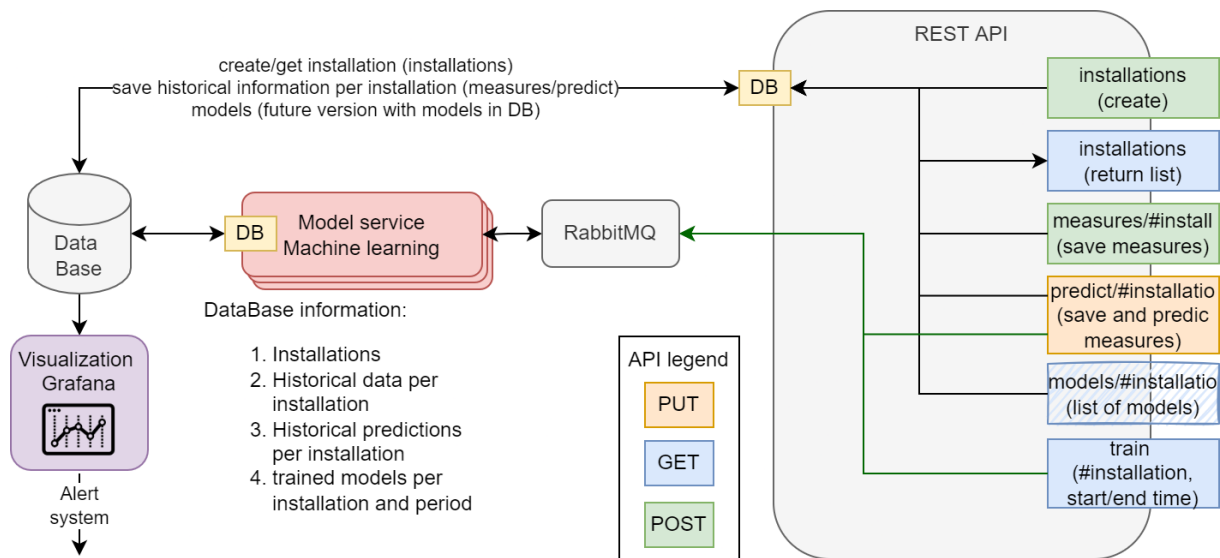 REST API
create/get installation (installations)
save historical information per installation (measures/predict)
models (future version with models in DB)
DB
installations
(create)
installations
(return list)
measures/#install
(save measures)
predict/#installatio
(save and predic
measures)
models/#installatio
(list of models)
train
(#installation,
start/end time)
Data
Base
DB
Model service
Machine learning
RabbitMQ
DataBase information:
1. Installations
2. Historical data per
installation
3. Historical predictions
per installation
4. trained models per
installation and period
Visualization
Grafana
Alert
system
API legend
PUT
GET
POST